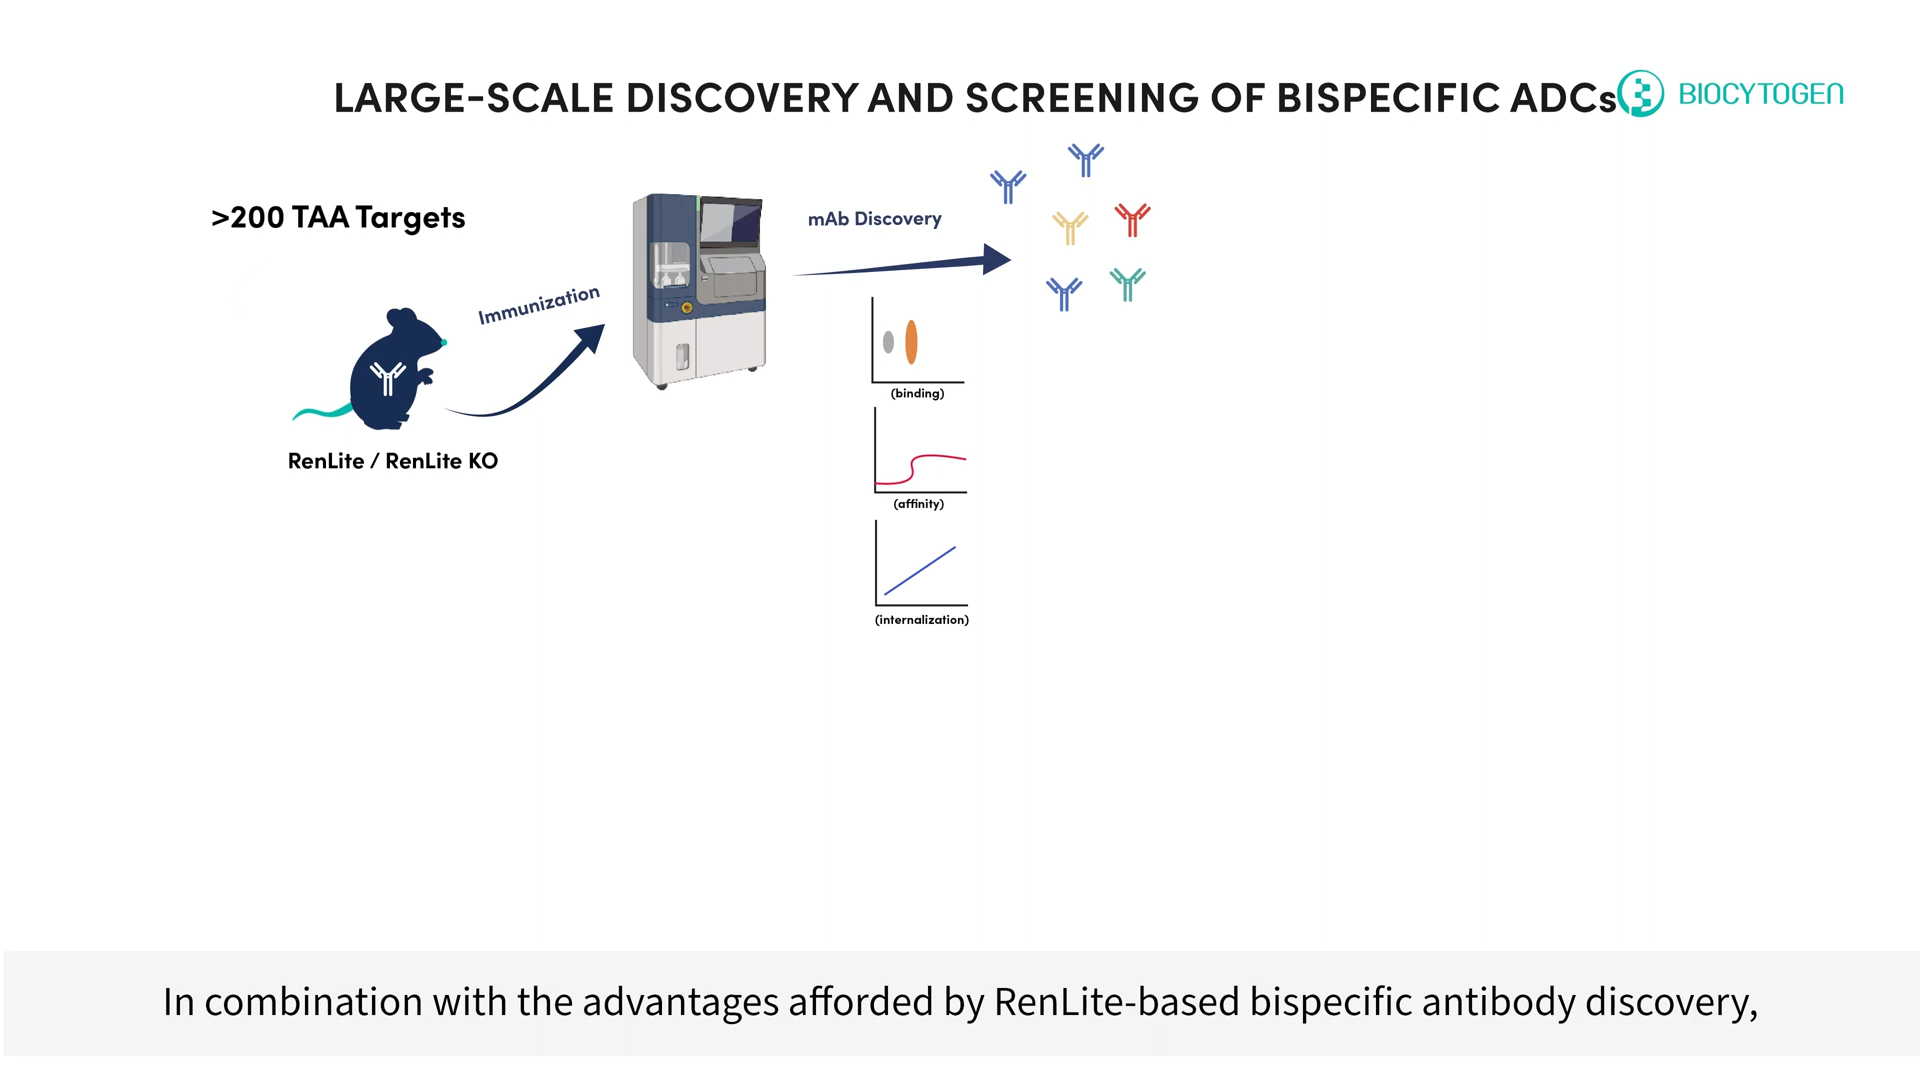 LARGE-SCALE DISCOVERY AND SCREENING OF BISPECIFIC ADCs
BIOCYTOGEN
>200 TAA Targets
mAb Discovery
Immunization
(binding)
RenLite / RenLite KO
(affinity)
(internalization)
In combination with the advantages afforded by RenLite-based bispecific antibody discovery,